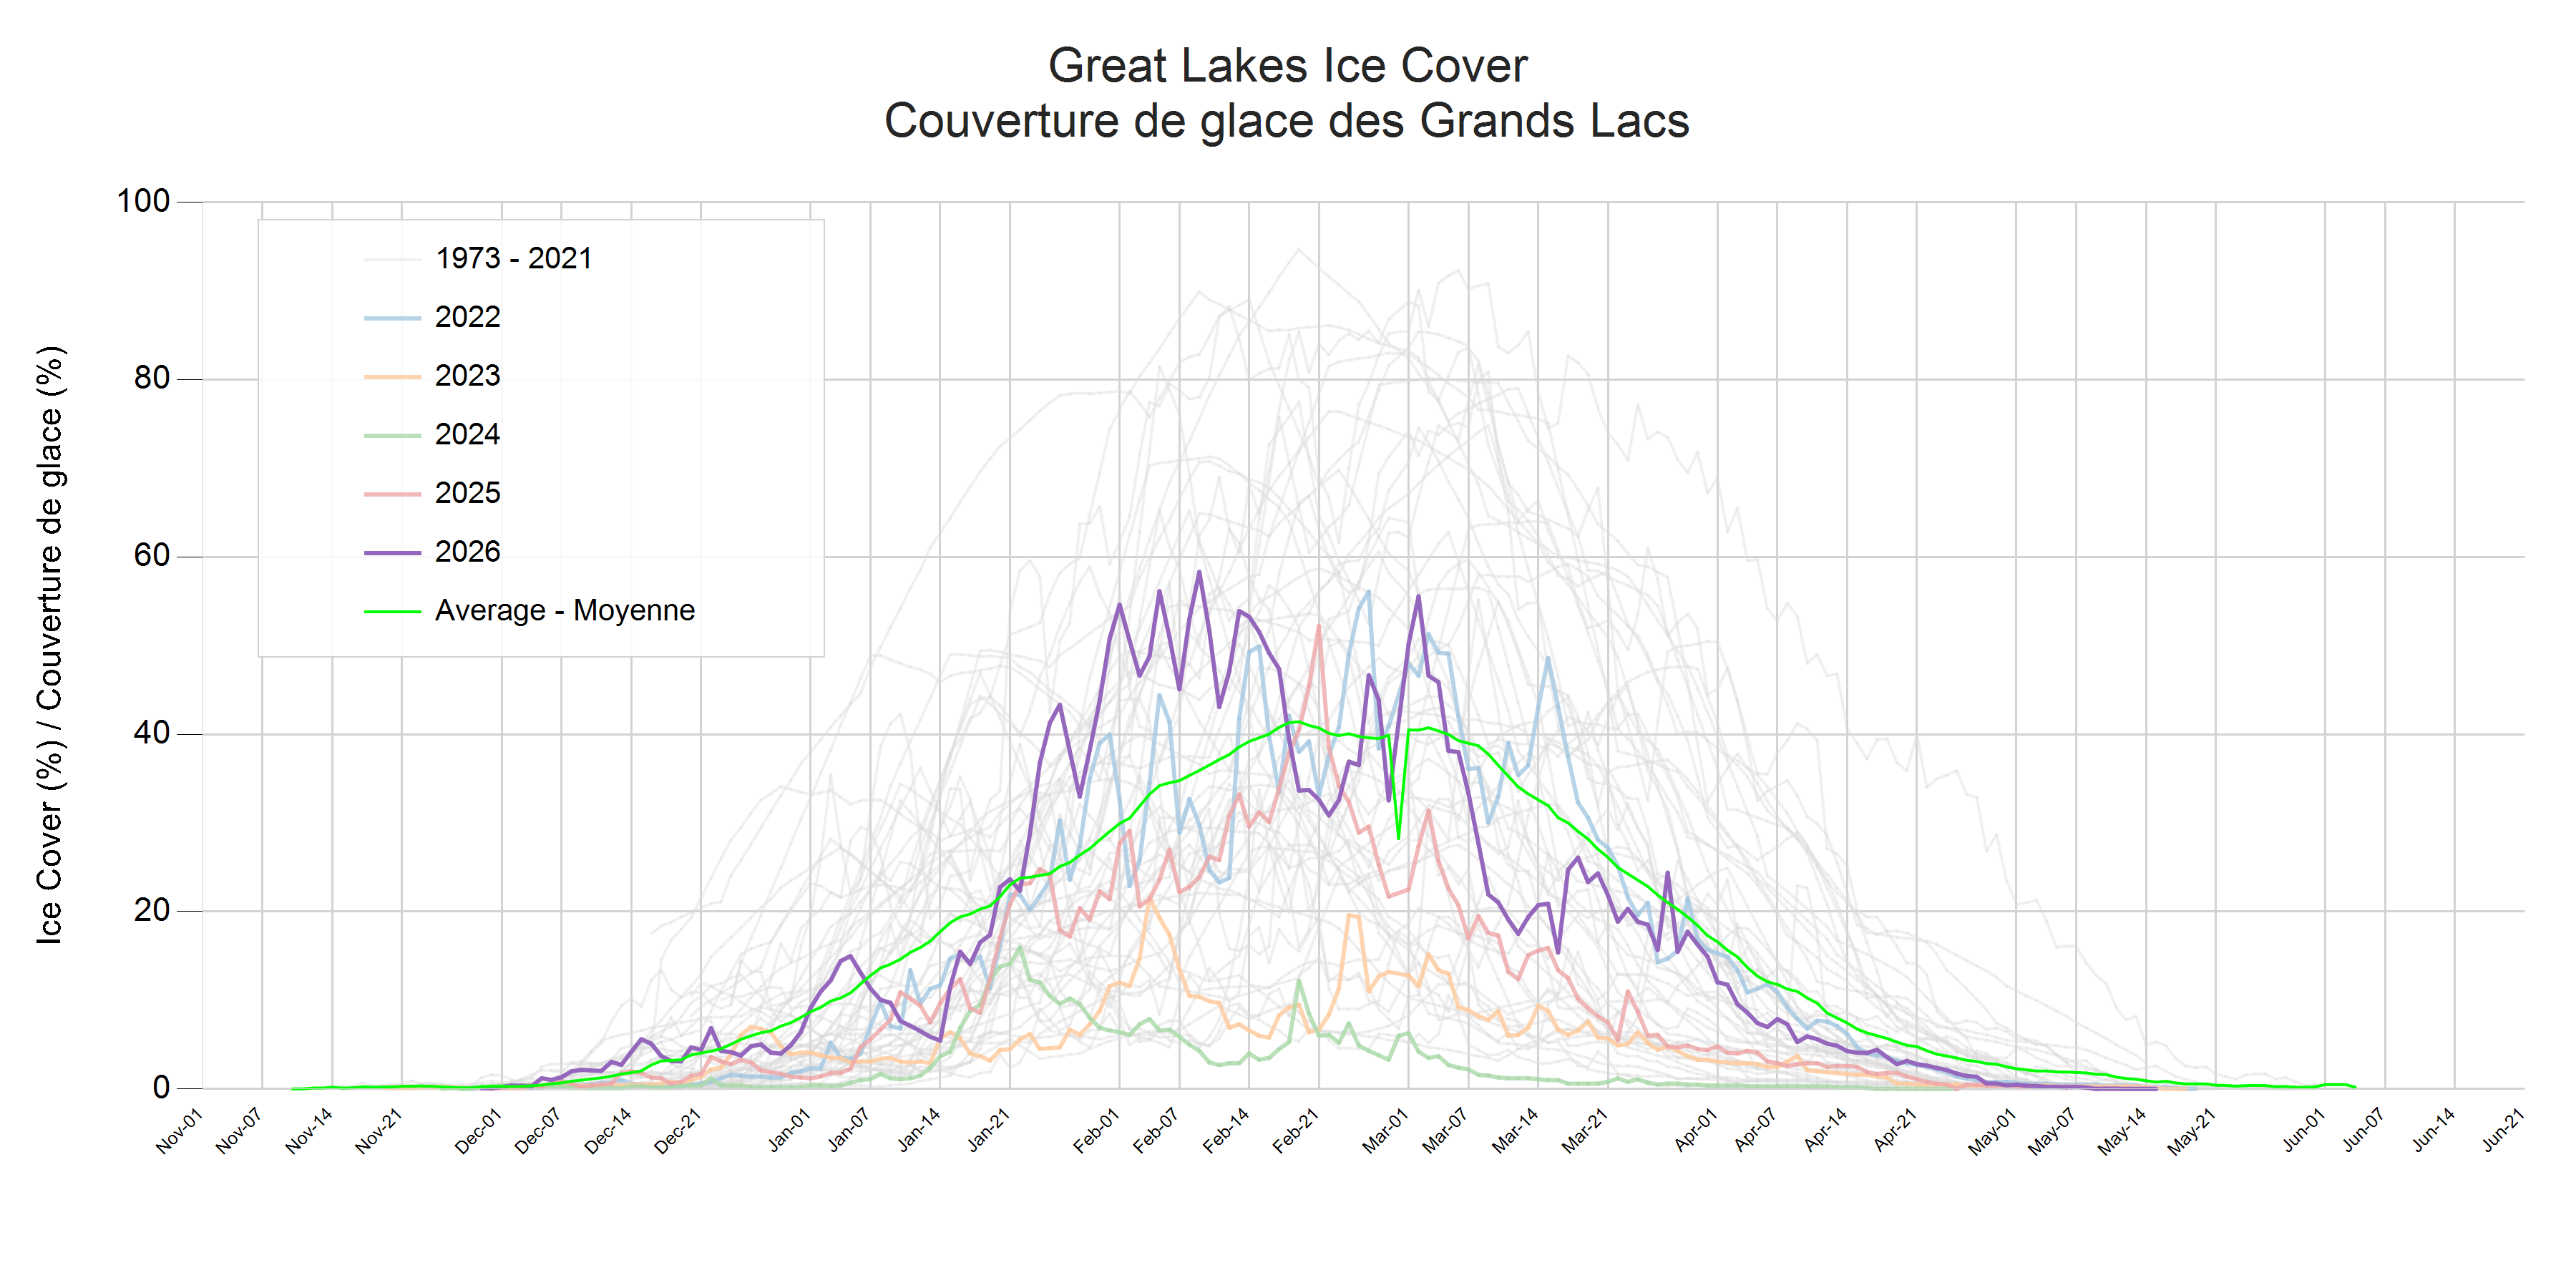 Great Lakes Ice Cover
Couverture de glace des Grands Lacs
Ice Cover (%) / Couverture de glace (%)
100
80
60
40
20
0
1973 - 2021
2022
2023
2024
2025
2026
Average - Moyenne
Nov-01
Nov-07
Nov-14
Nov-21
Dec-01
Dec-07
Dec-14
Dec-21
Jan-01
Jan-07
Jan-14
Jan-21
Feb-01
Feb-07
Feb-14
Feb-21
Mar-01
Mar-07
Mar-14
Mar-21
Apr-01
Apr-07
Apr-14
Apr-21
May-01
May-07
May-14
May-21
Jun-01
Jun-07
Jun-14
Jun-21